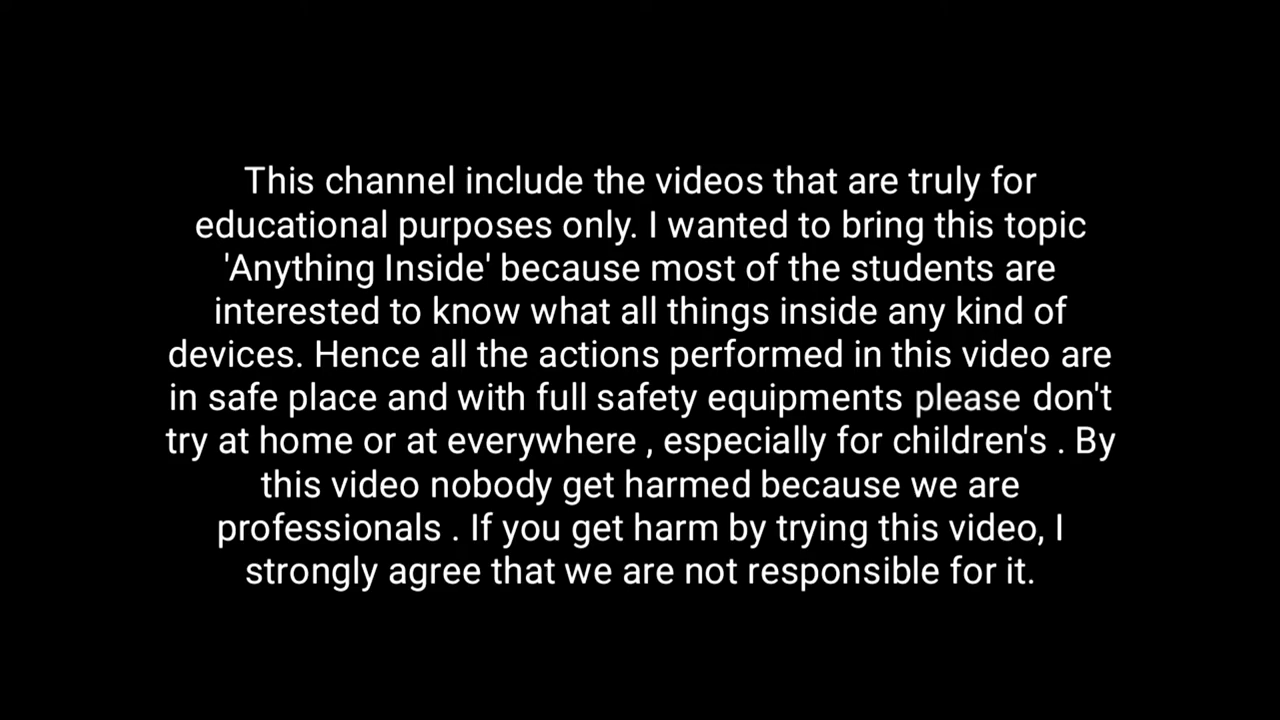 This channel include the videos that are truly for
educational purposes only. I wanted to bring this topic
'Anything Inside' because most of the students are
interested to know what all things inside any kind of
devices. Hence all the actions performed in this video are
in safe place and with full safety equipments please don't
try at home or at everywhere , especially for children's . By
this video nobody get harmed because we are
professionals . If you get harm by trying this video, I
strongly agree that we are not responsible for it.